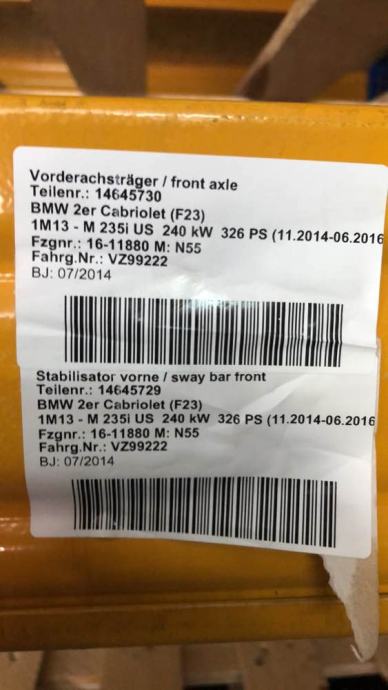 Vorderachsträger / front axle
Teilenr.: 14645730
BMW 2er Cabriolet (F23)
1M13 - M 235i US 240 kW 326 PS (11.2014-06.2016
Fzgnr.: 16-11880 M: N55
Fahrg.Nr.: VZ99222
BJ: 07/2014
Stabilisator vorne / sway bar front
Teilenr.: 14645729
BMW 2er Cabriolet (F23)
1M13 - M 235i US 240 kW 326 PS (11.2014-06.2016
Fzgnr.: 16-11880 M: N55
Fahrg.Nr.: VZ99222
BJ: 07/2014